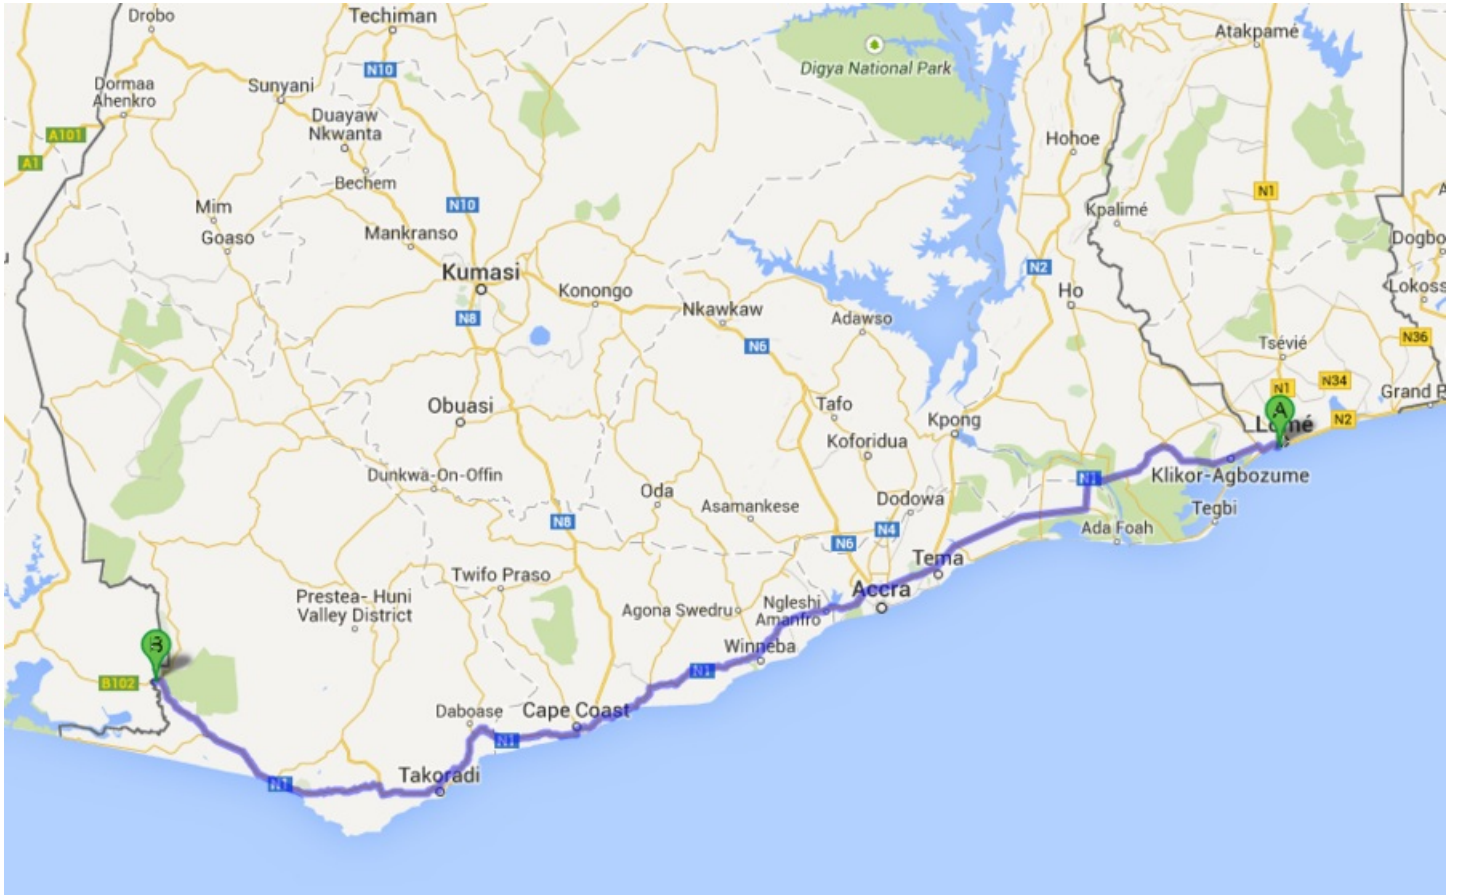 Drobo
Techiman
Atakpamé
N10
Digya National Park
Dormaa
Ahenkro
Sunyani
Duayaw
Nkwanta
A101
A1
Hohoe
Bechem
N1
N10
Mim
Kpalimé
Goaso
Mankranso
Dogbo
Kumasi
N2
Konongo
Ho
Lokoss
Nkawkaw
Adawso
N8
N6
Tsévié
N36
N34
N1
Grand
Obuasi
Tafo
A
N2
Kpong
Lomé
Koforidua
Dunkwa-On-Offin
N1
Klikor-Agbozume
Oda
Asamankese
Dodowa
Tegbi
N8
N4
Ada Foah
N6
Tema
Twifo Praso
Accra
Prestea- Huni
Valley District
Agona Swedru
Ngleshi
Amanfro
B
Winneba
N1
B102
Daboase
Cape Coast
N1
Takoradi
N1